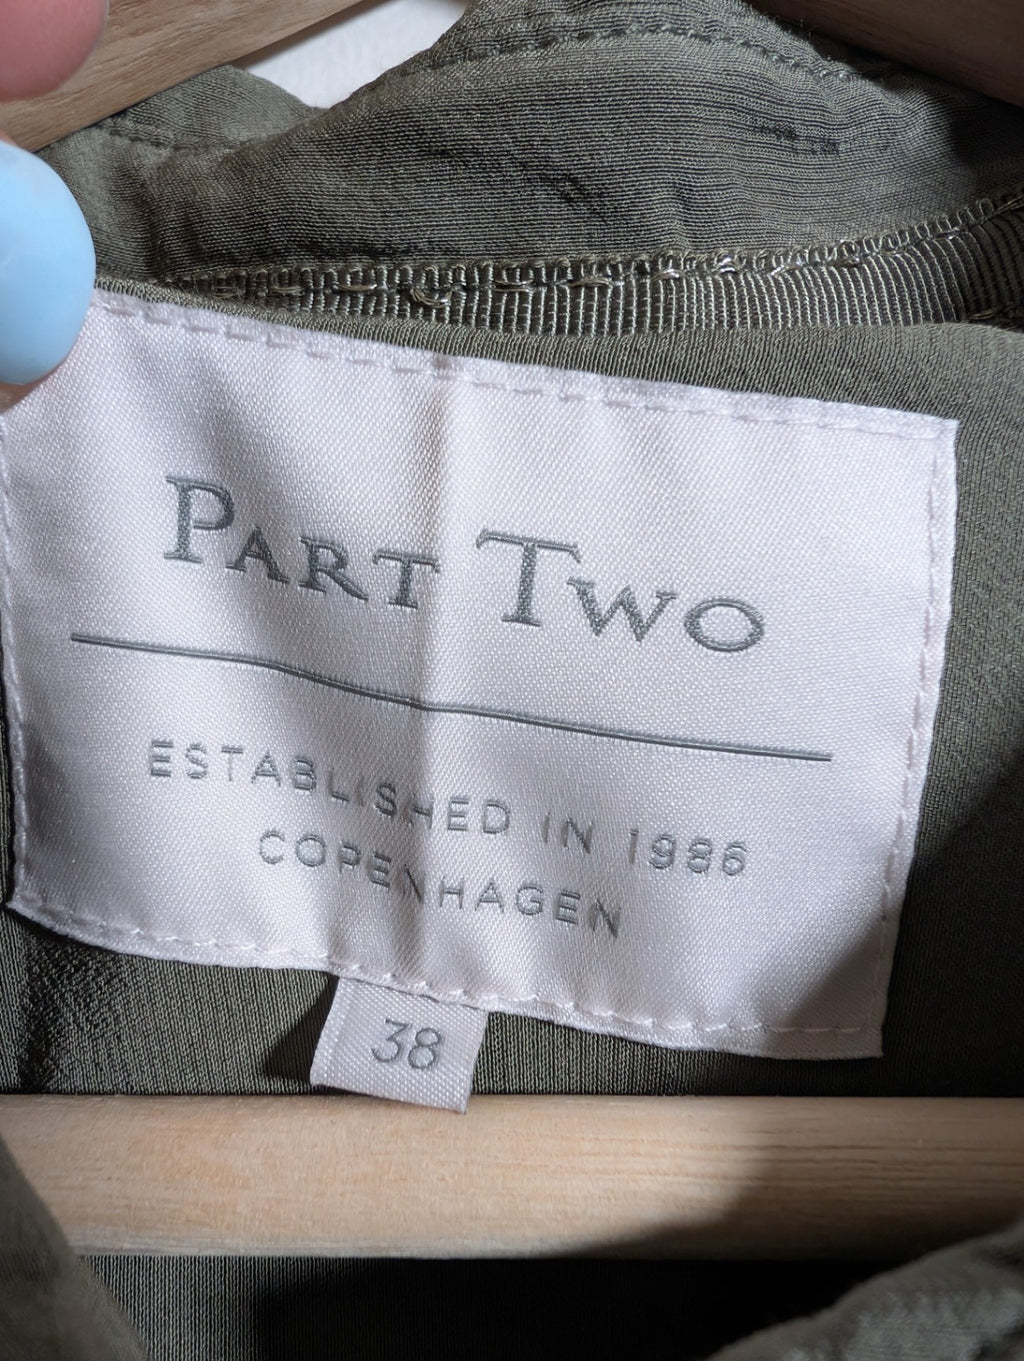 PART TWO
ESTABLISHED IN 1986
COPENHAGEN
38